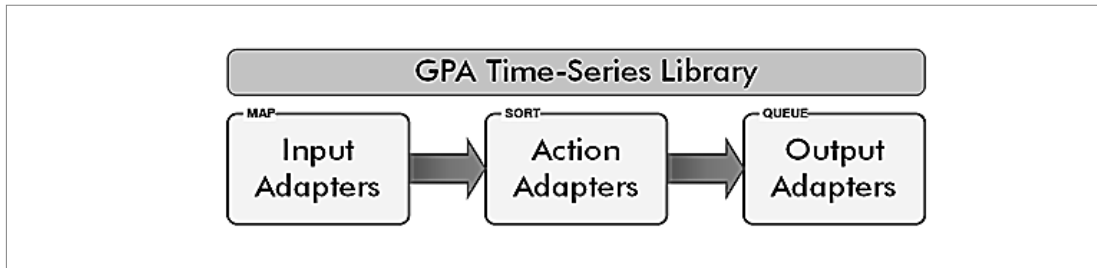 GPA Time-Series Library
MAP
Input
Adapters
SORT
Action
Adapters
QUEUE
Output
Adapters